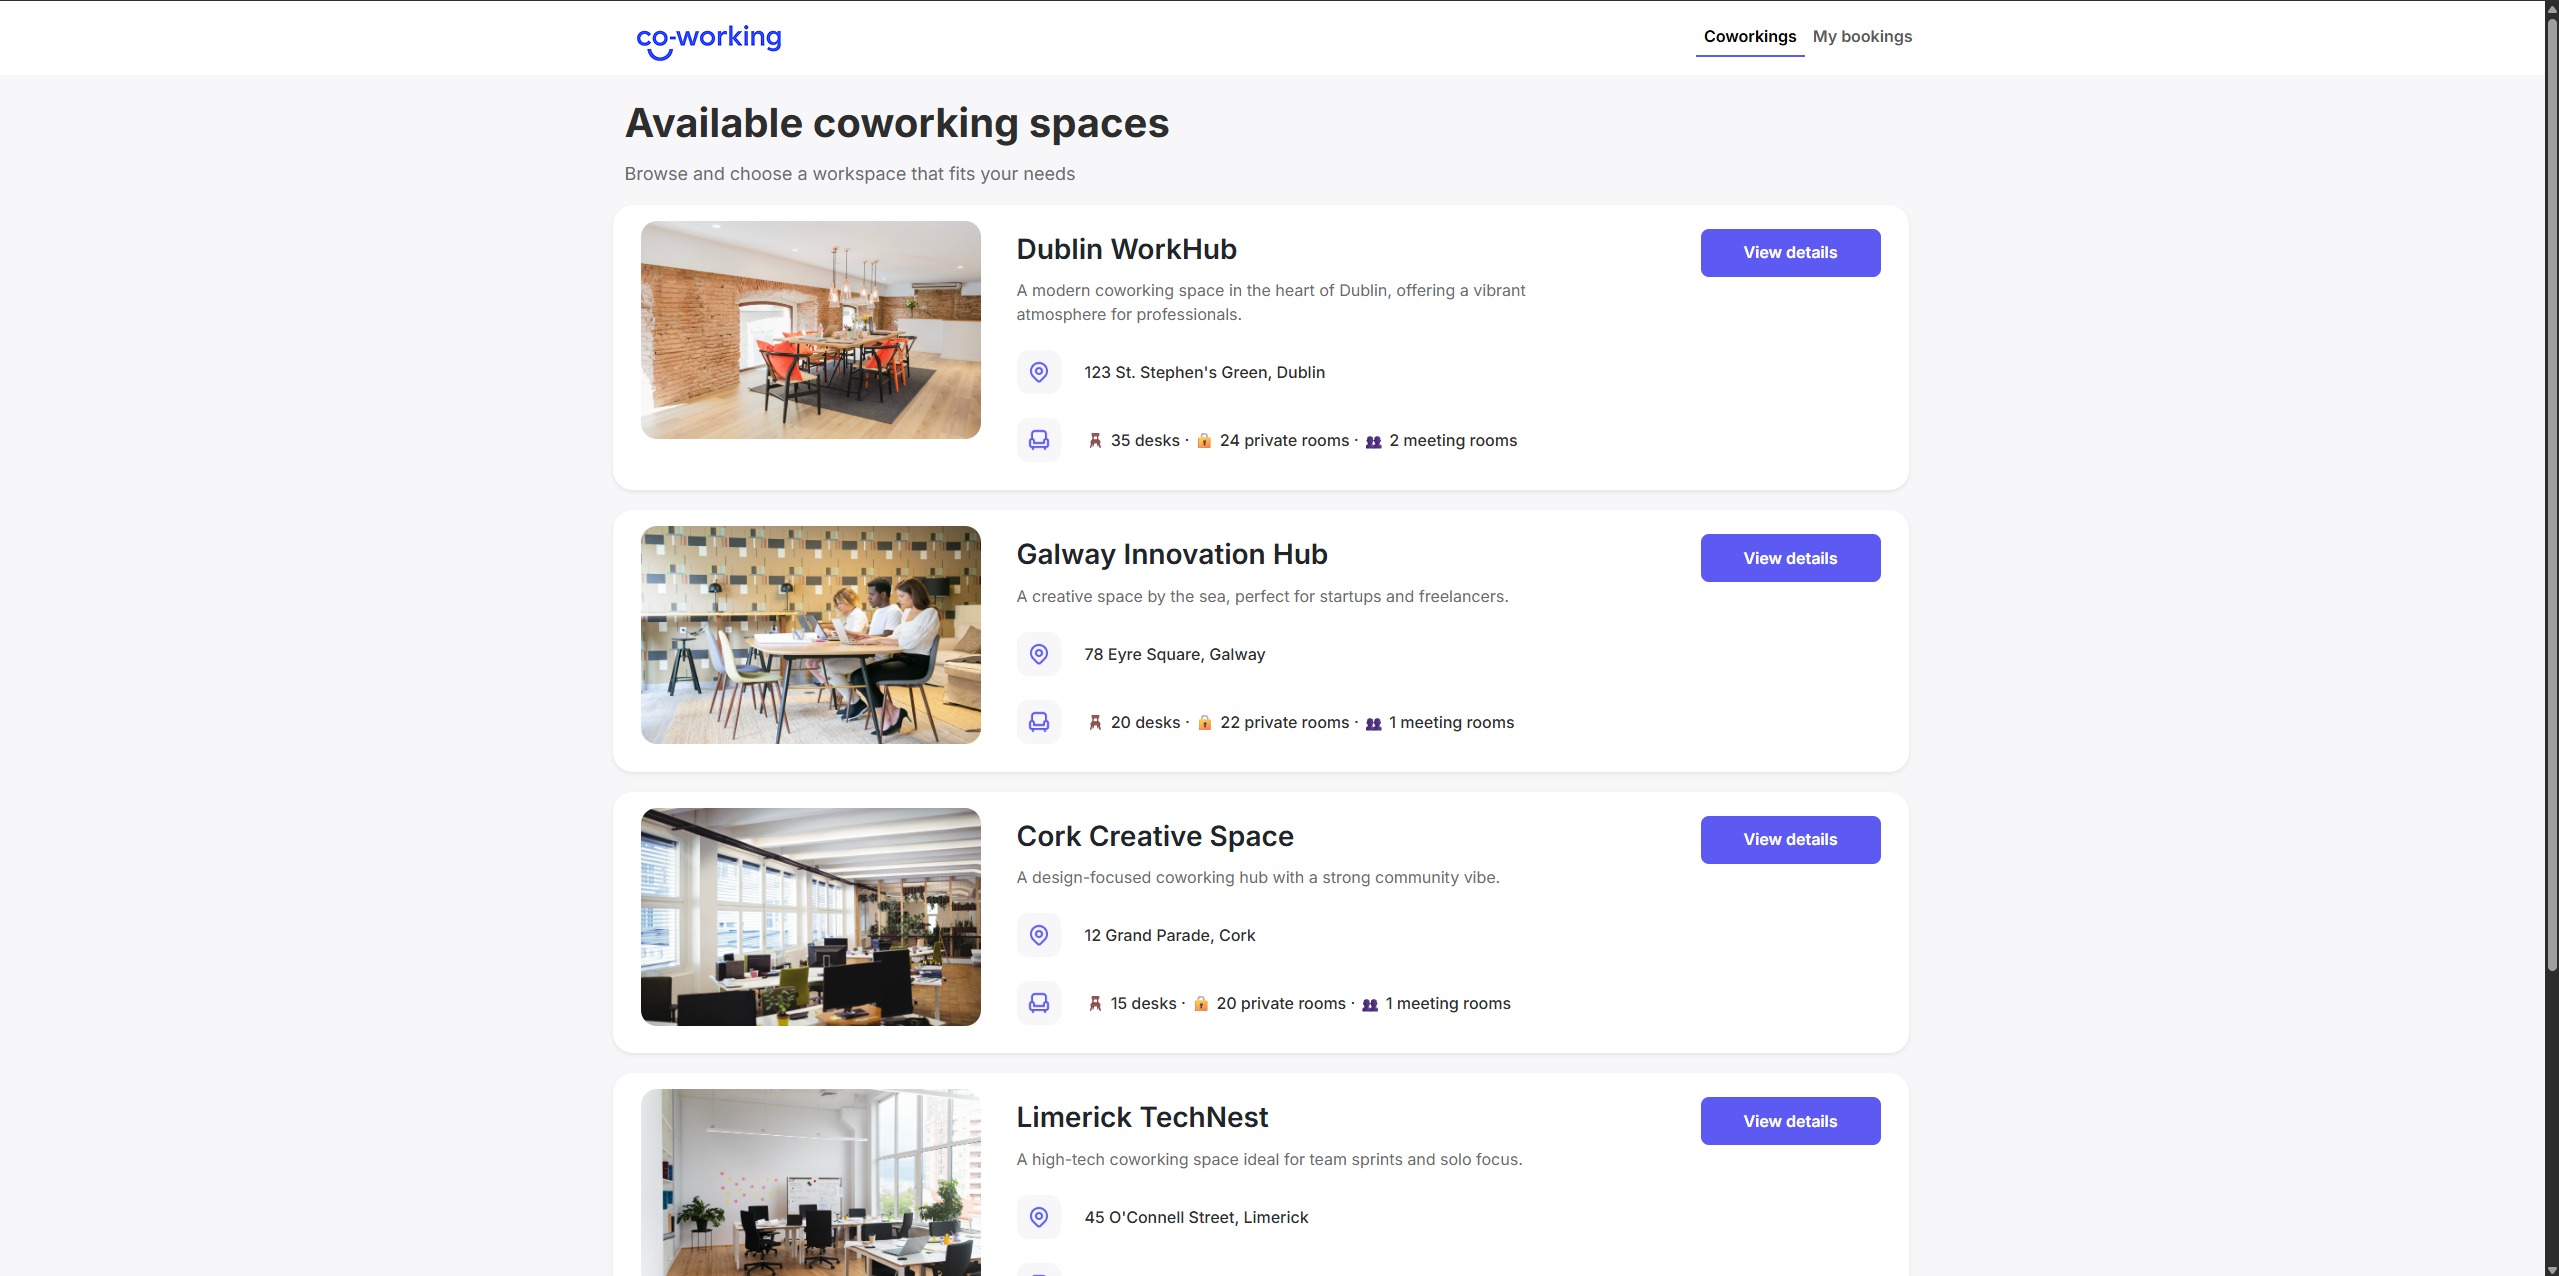 co-working
Coworkings
My bookings
Available coworking spaces
Browse and choose a workspace that fits your needs
Dublin WorkHub
View details
A modern coworking space in the heart of Dublin, offering a vibrant
atmosphere for professionals.
123 St. Stephen's Green, Dublin
35 desks · 24 private rooms · 2 meeting rooms
Galway Innovation Hub
View details
A creative space by the sea, perfect for startups and freelancers.
78 Eyre Square, Galway
20 desks · 22 private rooms · 1 meeting rooms
Cork Creative Space
View details
A design-focused coworking hub with a strong community vibe.
12 Grand Parade, Cork
15 desks · 20 private rooms · 1 meeting rooms
Limerick TechNest
View details
A high-tech coworking space ideal for team sprints and solo focus.
45 O'Connell Street, Limerick